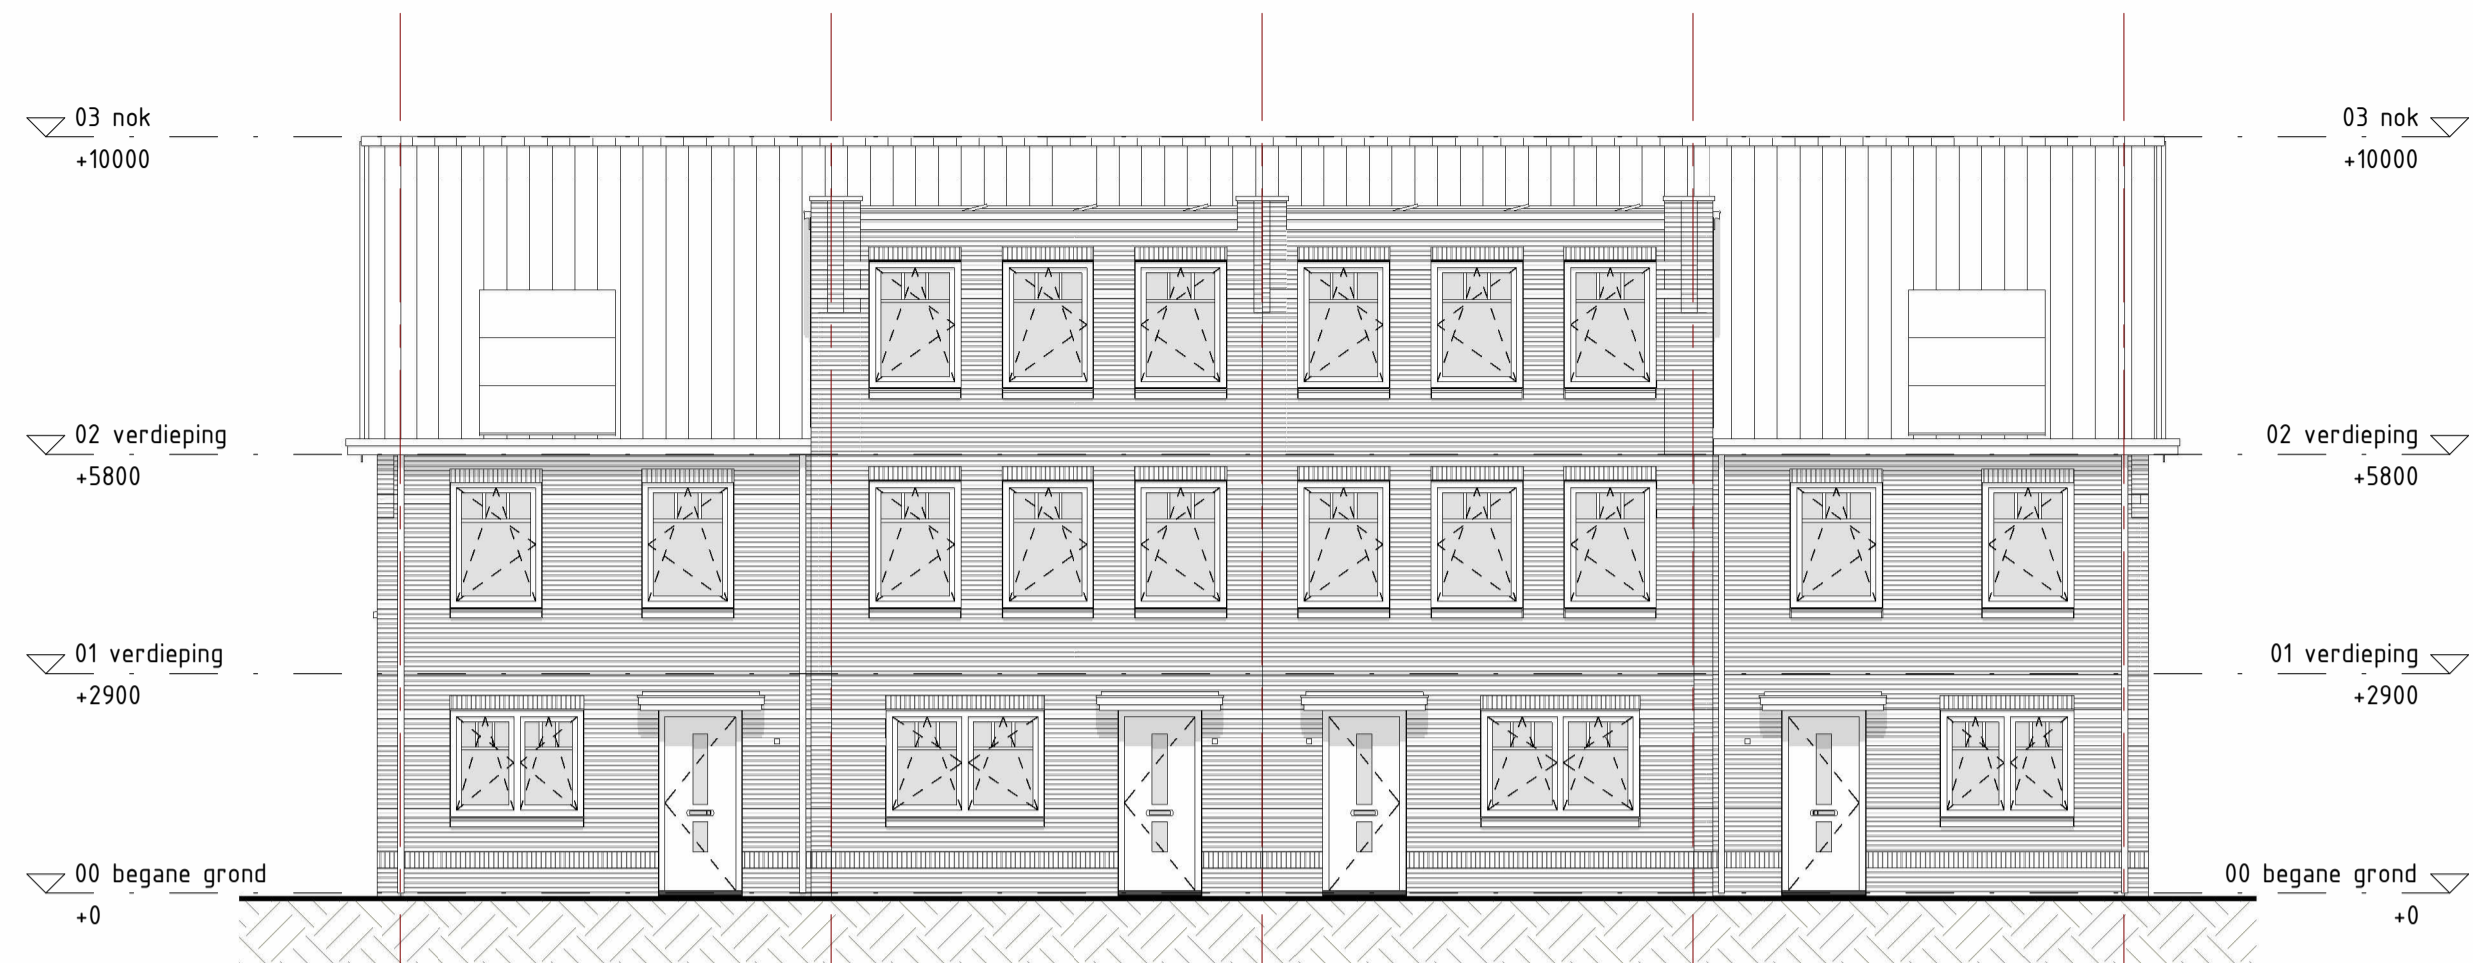 03 nok
+10000
03 nok
+10000
02 verdieping
+5800
02 verdieping
+5800
01 verdieping
+2900
01 verdieping
+2900
00 begane grond
+0
00 begane grond
+0